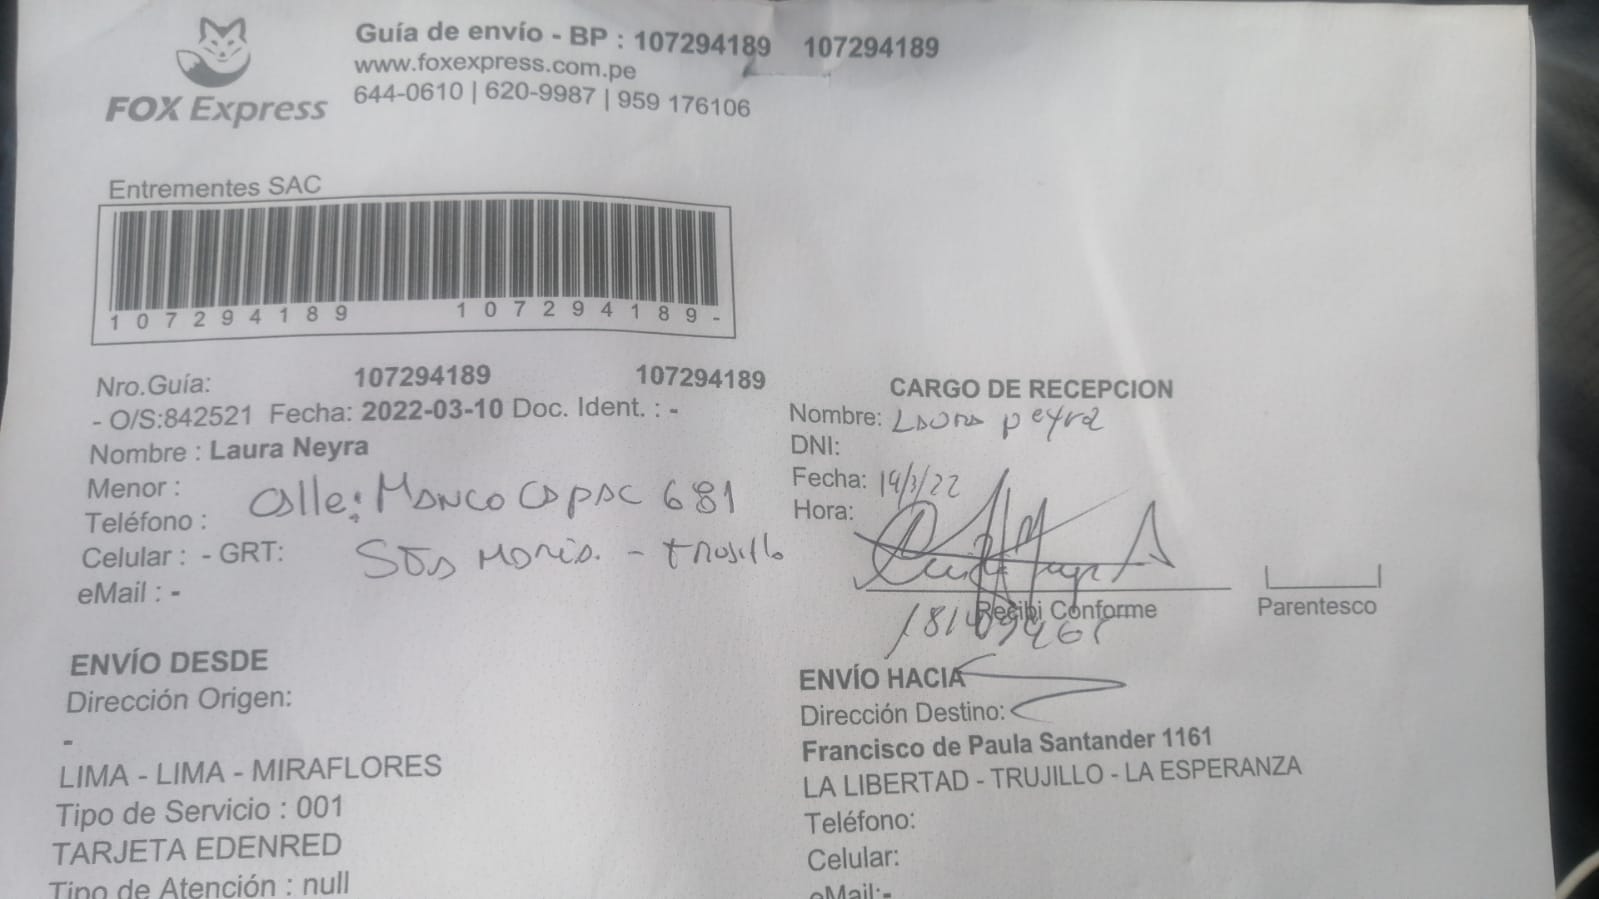 Guía de envío - BP : 107294189 107294189
www.foxexpress.com.pe
644-0610 | 620-9987 | 959 176106
FOX Express
Entrementes SAC
107294189 107294189-
Nro.Guía: 107294189 107294189
- O/S:842521 Fecha: 2022-03-10 Doc. Ident. : -
Nombre : Laura Neyra
Menor :
Teléfono :
Celular : - GRT:
eMail : -
Calle: Manco Capac 681
Sta Maria. - Trujillo
CARGO DE RECEPCION
Nombre: Laura Neyra
DNI:
Fecha: 14/3/22
Hora:
Recibi Conforme
Parentesco
ENVÍO DESDE
Dirección Origen:
-
LIMA - LIMA - MIRAFLORES
Tipo de Servicio : 001
TARJETA EDENRED
Tipo de Atención : null
ENVÍO HACIA
Dirección Destino:
Francisco de Paula Santander 1161
LA LIBERTAD - TRUJILLO - LA ESPERANZA
Teléfono:
Celular:
eMail:-